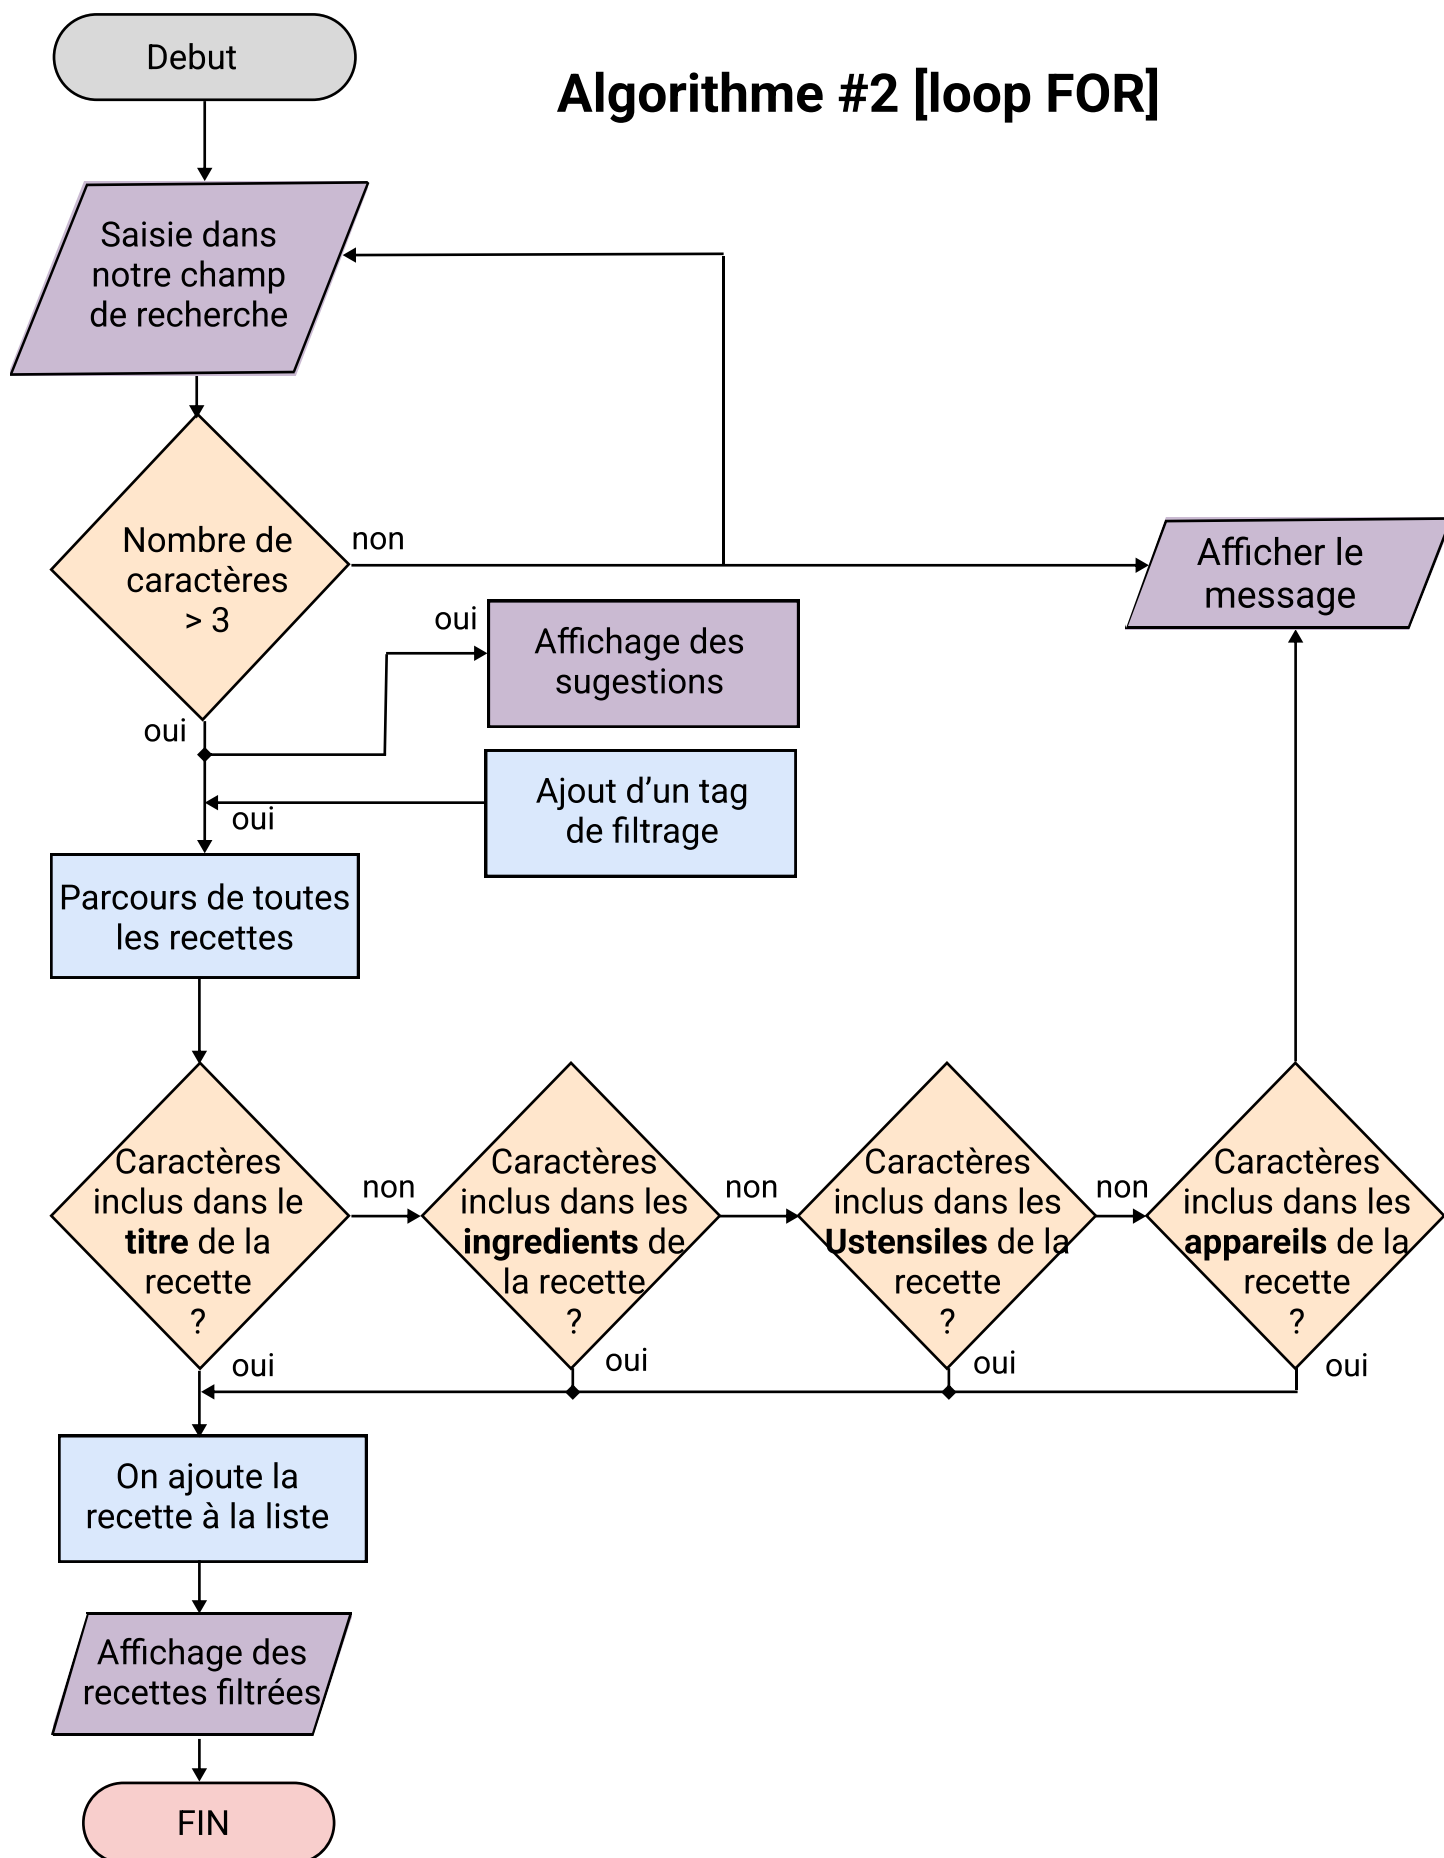 Debut
Algorithme #2 [loop FOR]
Saisie dans
notre champ
de recherche
Nombre de
caractères
> 3
non
Afficher le
message
oui
Affichage des
sugestions
oui
Ajout d’un tag
de filtrage
oui
Parcours de toutes
les recettes
Caractères
inclus dans le
titre de la
recette
?
non
Caractères
inclus dans les
ingredients de
la recette
?
non
Caractères
inclus dans les
Ustensiles de la
recette
?
non
Caractères
inclus dans les
appareils de la
recette
?
oui
oui
oui
oui
On ajoute la
recette à la liste
Affichage des
recettes filtrées
FIN